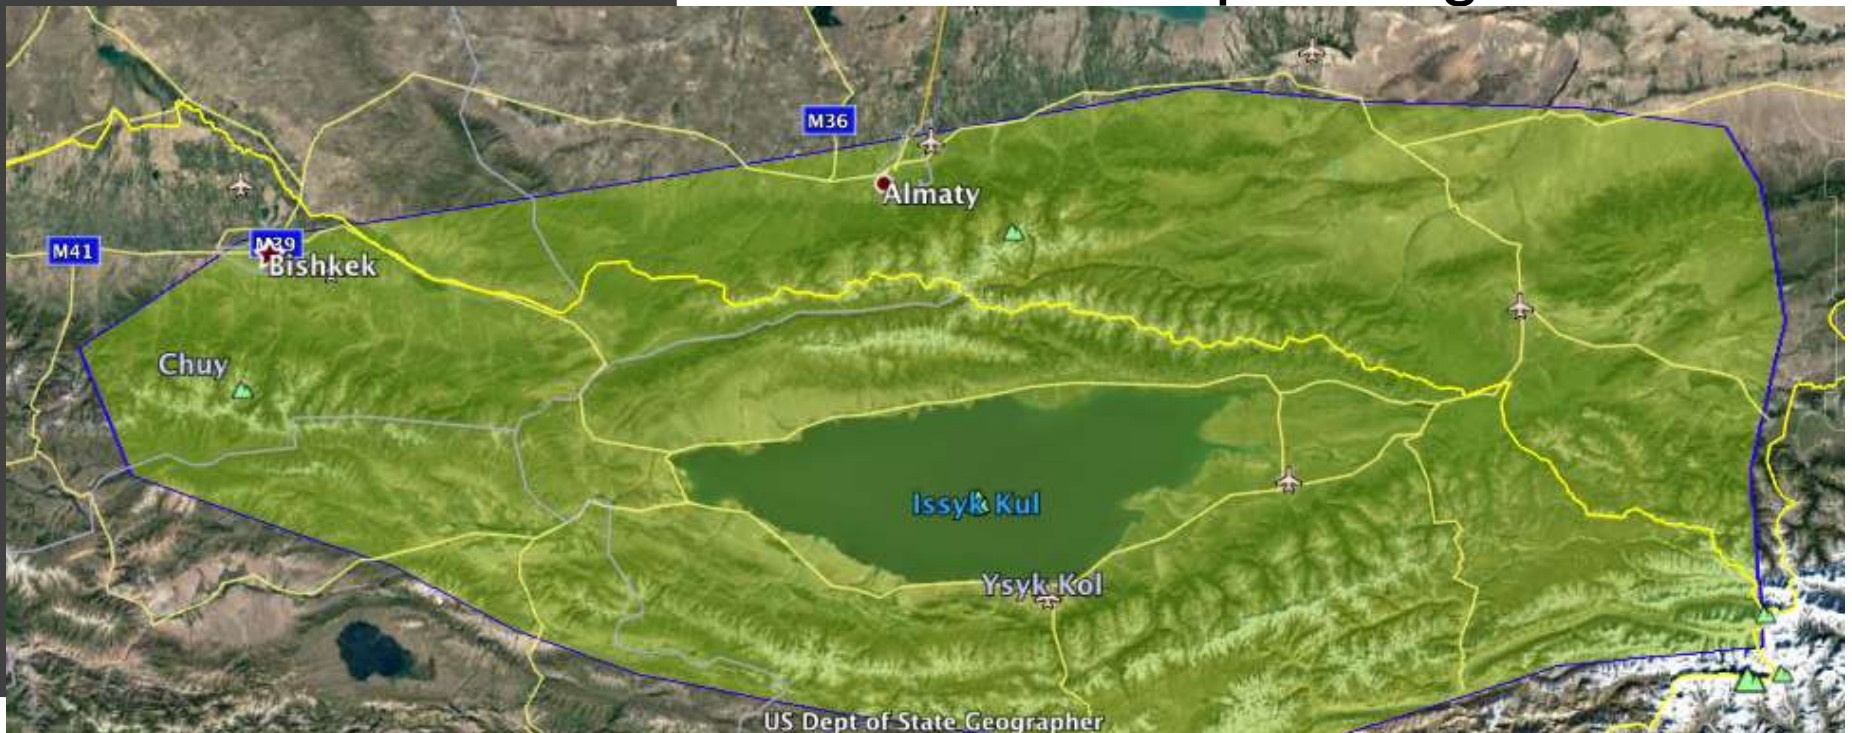 M36
Almaty
M41
M39
Bishkek
Chuy
Issyk Kul
Ysyk Kol
US Dept of State Geographer